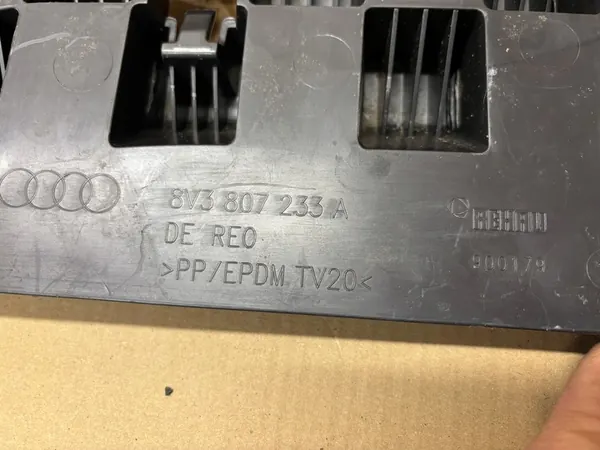 8V3 807 233 A
DE REO
>PP/EPDM TV20<
REHAU
900179